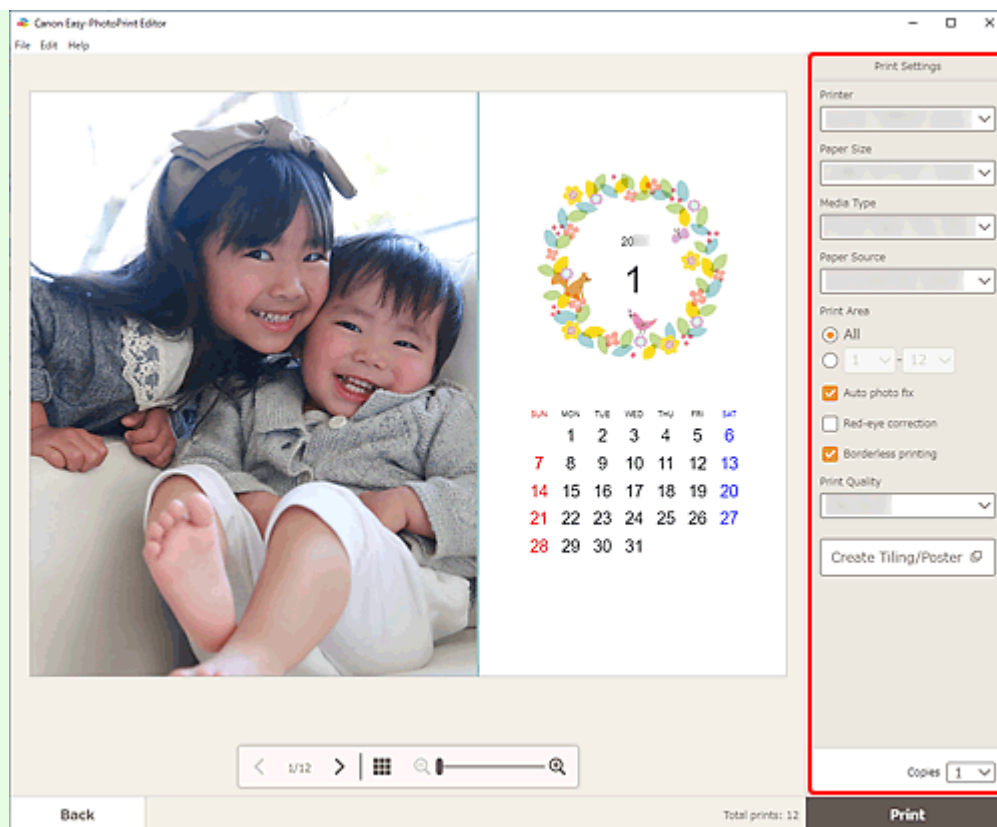 Canon Easy-PhotoPrint Editor
File Edit Help
20
1
SUN MON TUE WED THU FRI SAT
1 2 3 4 5 6
7 8 9 10 11 12 13
14 15 16 17 18 19 20
21 22 23 24 25 26 27
28 29 30 31
1/12
Back
Total prints: 12
Print Settings
Printer
Paper Size
Media Type
Paper Source
Print Area
All
1 - 12
Auto photo fix
Red-eye correction
Borderless printing
Print Quality
Create Tiling/Poster
Copies 1
Print